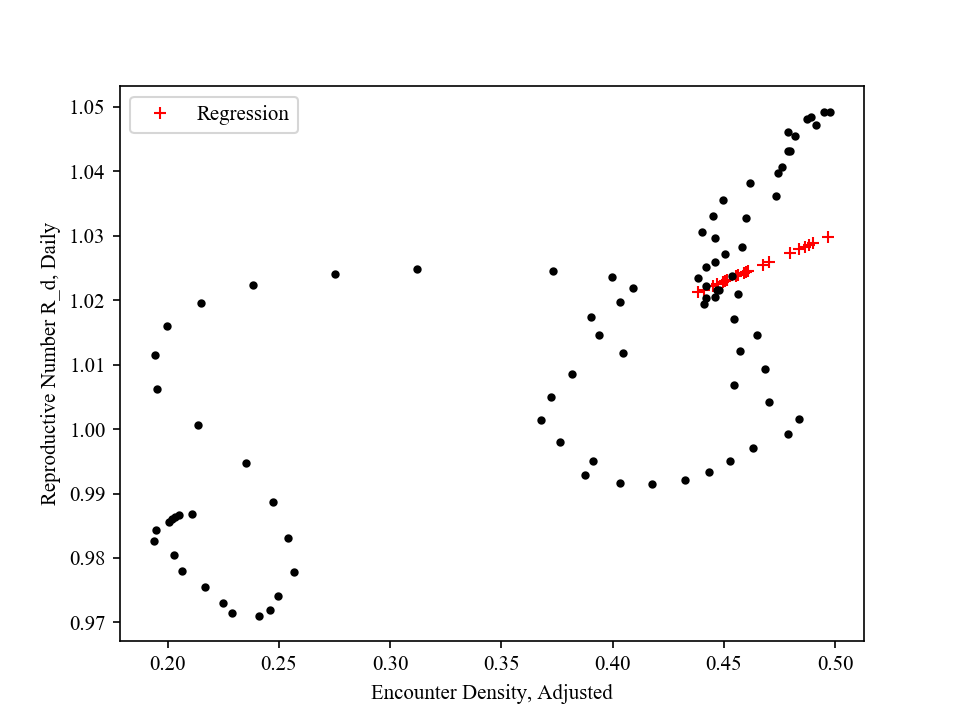 Regression
1.05
1.04
1.03
1.02
1.01
1.00
0.99
0.98
0.97
Reproductive Number R_d, Daily
0.20 0.25 0.30 0.35 0.40 0.45 0.50
Encounter Density, Adjusted